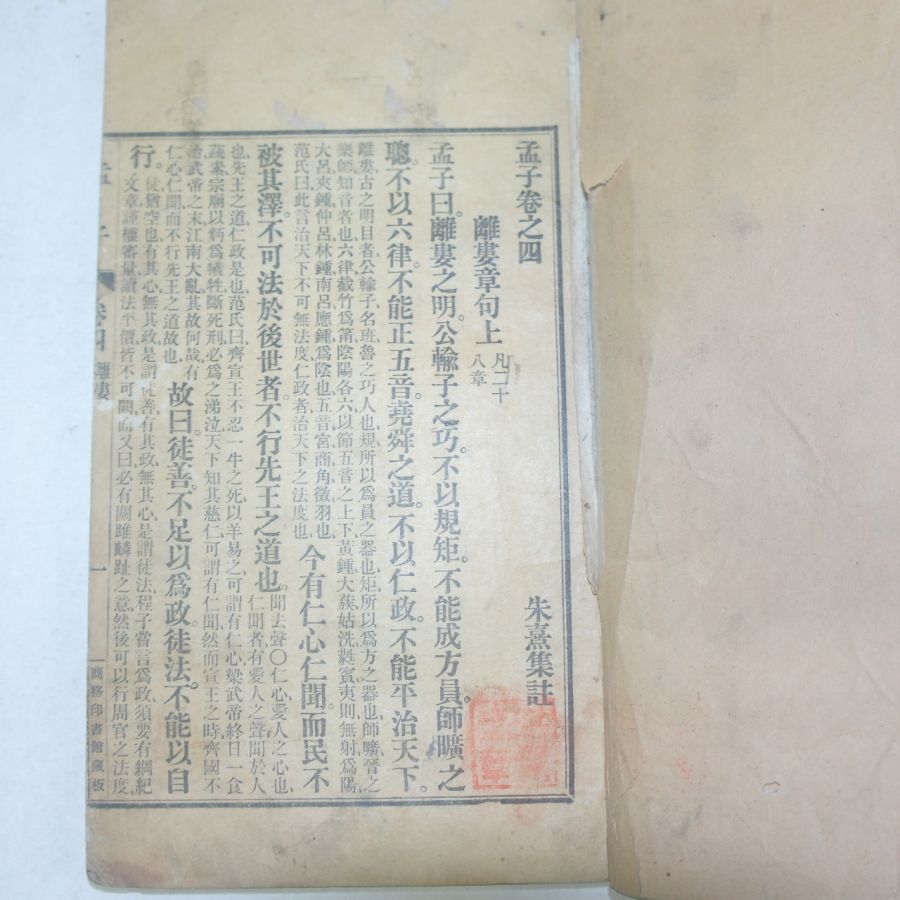 孟子卷之四
朱熹集註
離婁章句上
凡二十
八章
孟子曰。離婁之明。公輸子之巧。不以規矩。不能成方員。師曠之
聰。不以六律。不能正五音。堯舜之道。不以仁政。不能平治天下。
離婁古之明目者公輸子名班魯之巧人也規所以爲員之器也矩所以爲方之器也師曠晉之
樂師知音者也六律截竹爲筩陰陽各六以節五音之上下黃鍾大蔟姑洗蕤賓夷則無射、爲陽
大呂夾鍾仲呂林鍾南呂應鍾爲陰也五音宮商角徵羽也
范氏曰此言治天下不可無法度仁政者治天下之法度也
今有仁心仁聞。而民不
被其澤。不可法於後世者。不行先王之道也。
聞去聲〇仁心愛人之心也
仁聞者有愛人之聲聞於人
也先王之道仁政是也范氏曰齊宣王不忍一牛之死以羊易之可謂有仁心梁武帝終日一食
蔬素宗廟以麪爲犧牲斷死刑必爲之涕泣天下知其慈仁可謂有仁聞然而宣王之時齊國不
治武帝之末江南大亂其故何哉有
仁心仁聞而不行先王之道故也
故曰。徒善。不足以爲政。徒法。不能以自
行。
徒猶空也有其心無其政是謂徒善有其政無其心是謂徒法程子嘗言爲政須要有綱紀
文章謹權審量讀法平價皆不可闕而又曰必有關雎麟趾之意然後可以行周官之法度
孟子
卷四
離婁
一
商務印書館藏板